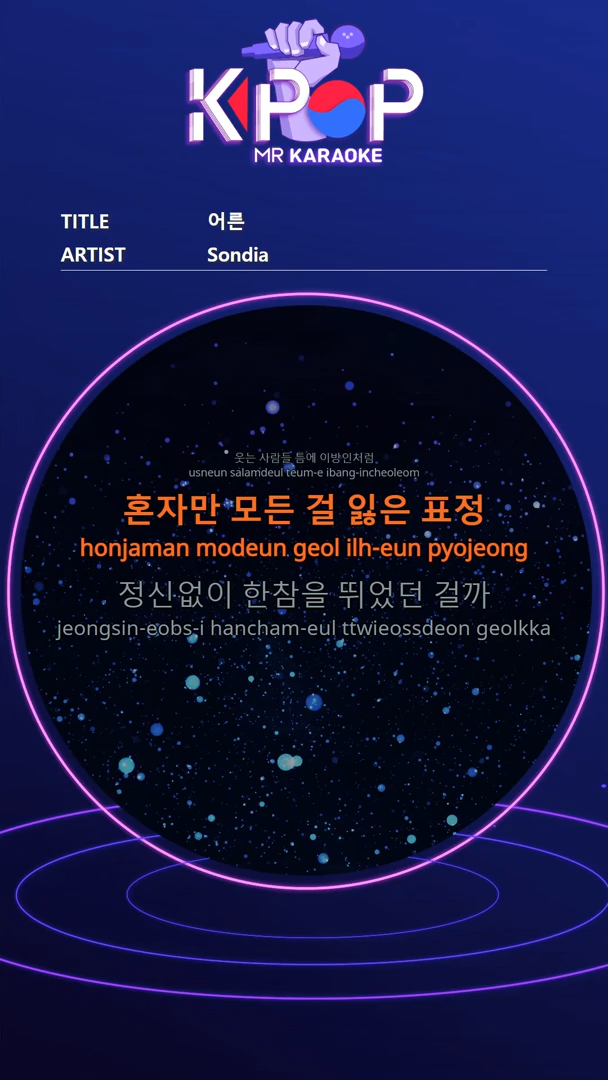 KPOP
MR KARAOKE
TITLE 어른
ARTIST Sondia
웃는 사람들 틈에 이방인처럼
usneun salamdeul teum-e ibang-incheoleom
혼자만 모든 걸 잃은 표정
honjaman modeun geol ilh-eun pyojeong
정신없이 한참을 뛰었던 걸까
jeongsin-eobs-i hancham-eul ttwieossdeon geolkka